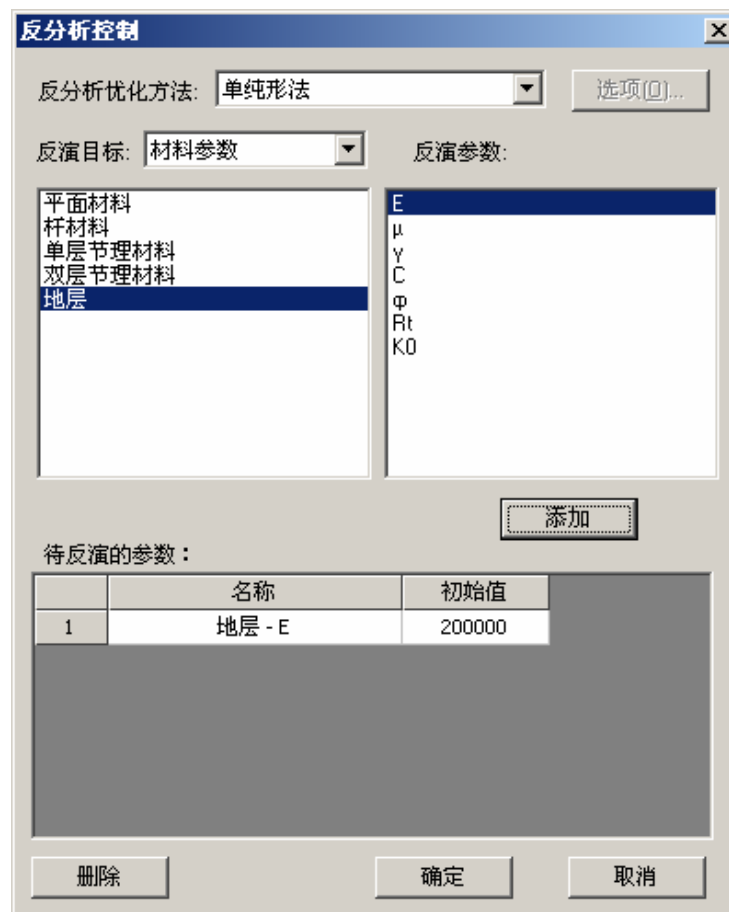 反分析控制
反分析优化方法: 单纯形法 选项(O)...
反演目标: 材料参数 反演参数:
平面材料
杆材料
单层节理材料
双层节理材料
地层
E
μ
γ
C
φ
Rt
K0
添加
待反演的参数：
名称 初始值
1 地层 - E 200000
删除 确定 取消